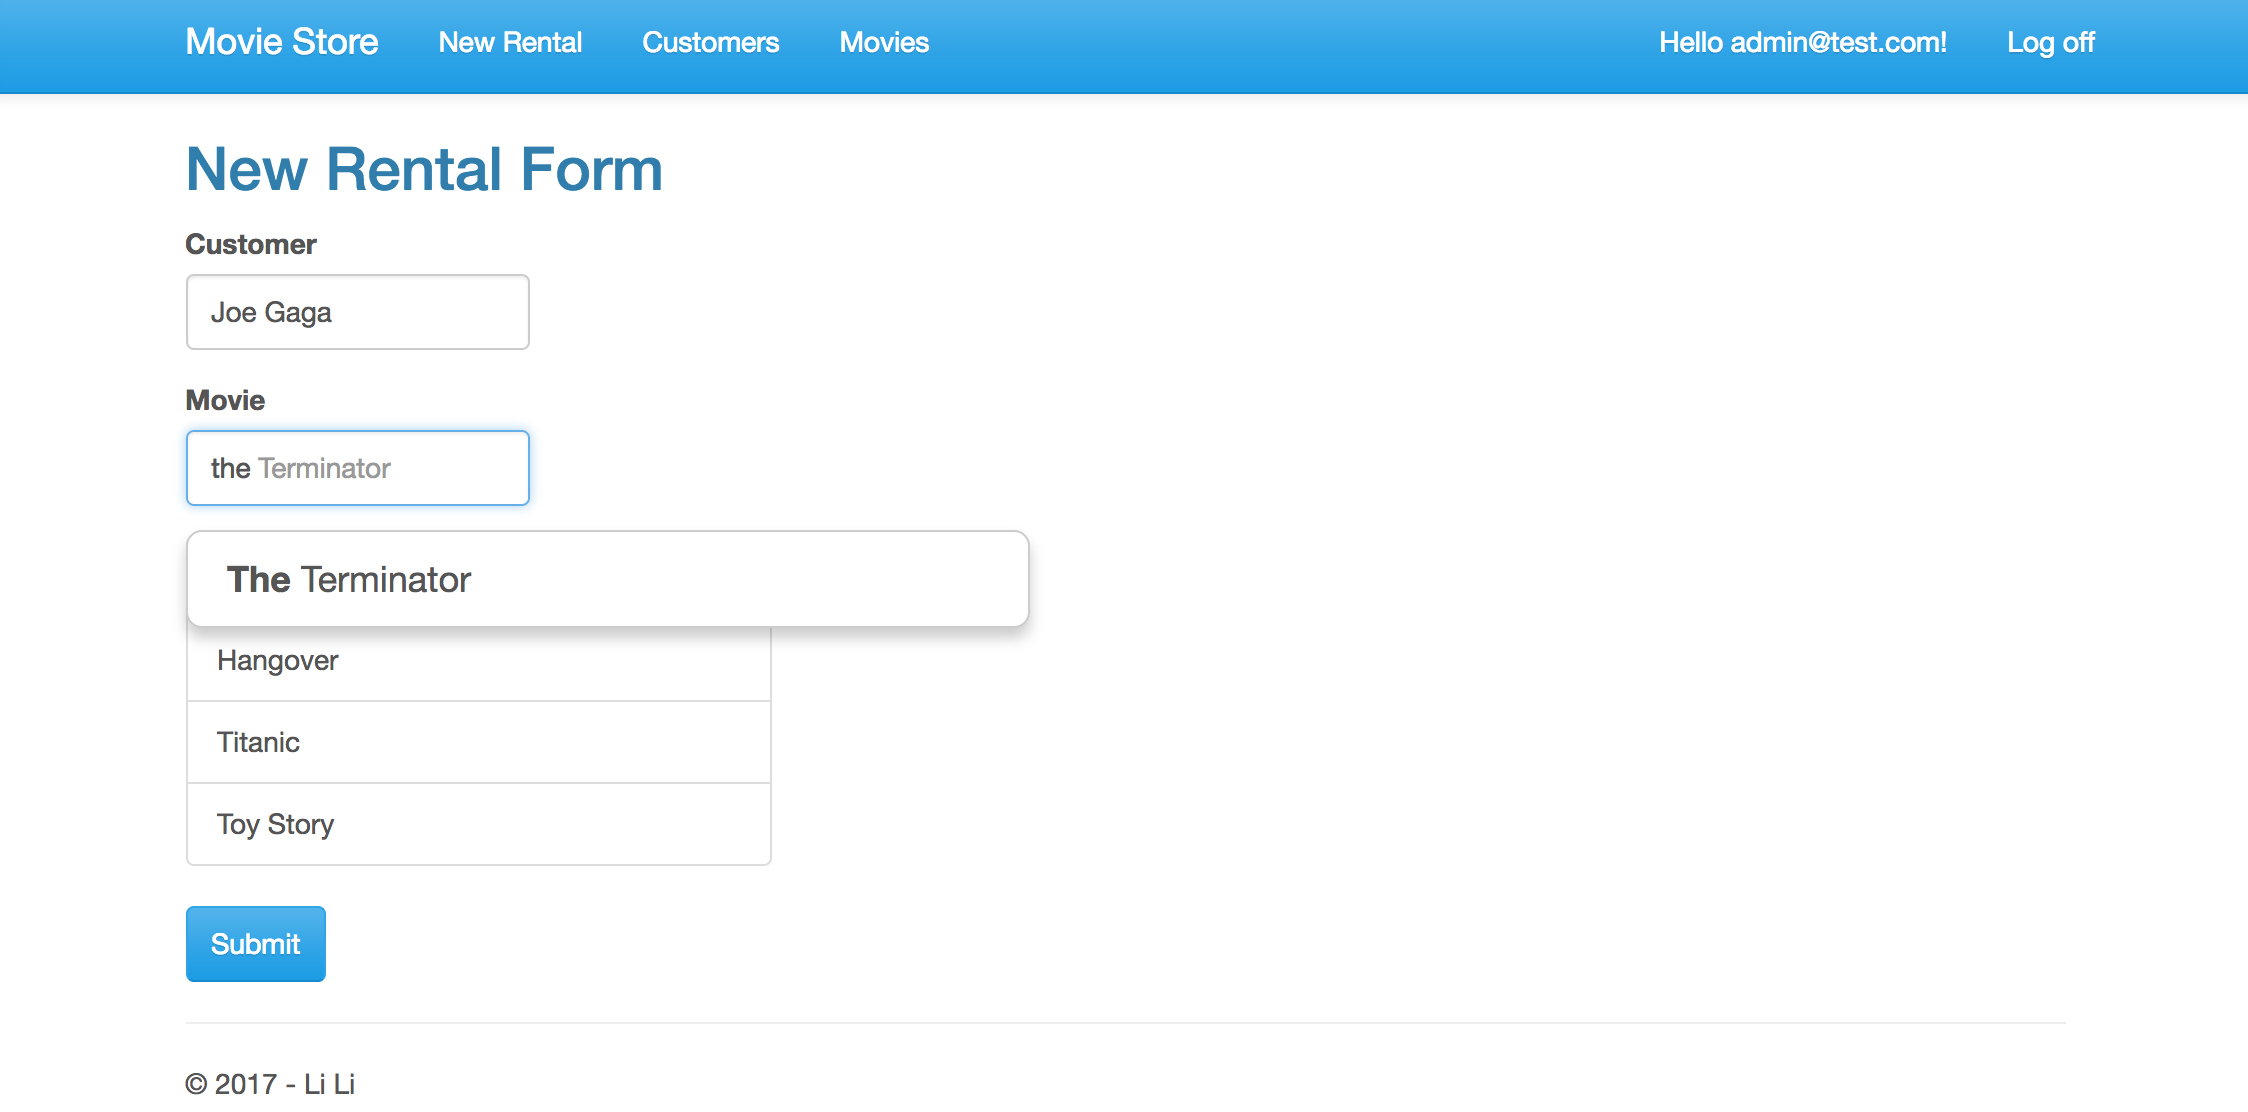 Movie Store New Rental Customers Movies Hello admin@test.com! Log off
New Rental Form
Customer
Joe Gaga
Movie
the Terminator
The Terminator
Hangover
Titanic
Toy Story
Submit
© 2017 - Li Li